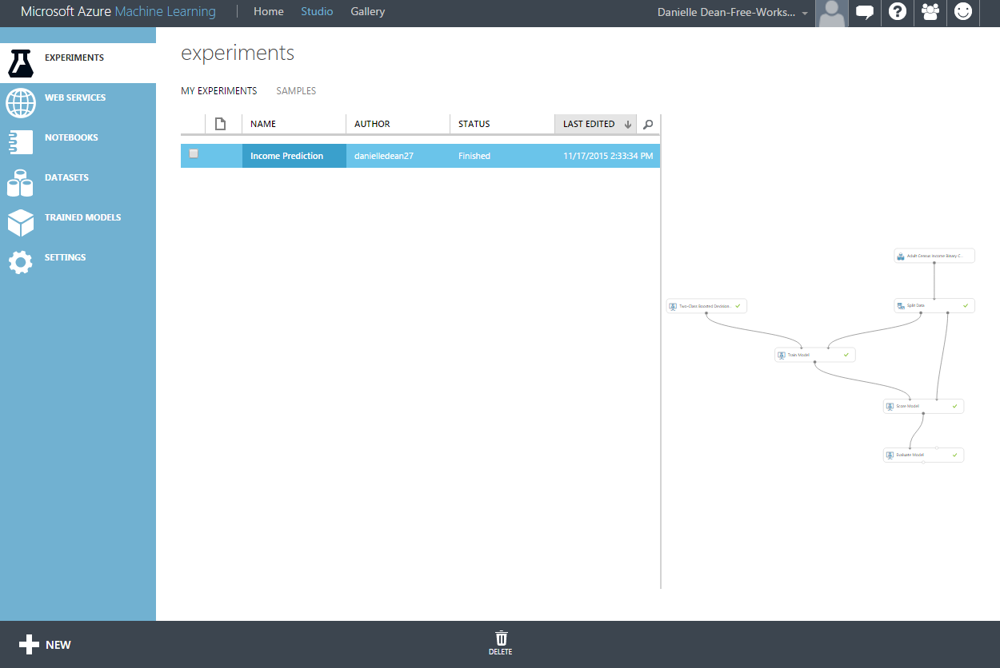 Microsoft Azure Machine Learning
Home
Studio
Gallery
Danielle Dean-Free-Works...
EXPERIMENTS
WEB SERVICES
NOTEBOOKS
DATASETS
TRAINED MODELS
SETTINGS
experiments
MY EXPERIMENTS
SAMPLES
NAME
AUTHOR
STATUS
LAST EDITED
Income Prediction
danielledean27
Finished
11/17/2015 2:33:34 PM
Adult Census Income Binary C...
Two-Class Boosted Decision...
Split Data
Train Model
Score Model
Evaluate Model
NEW
DELETE